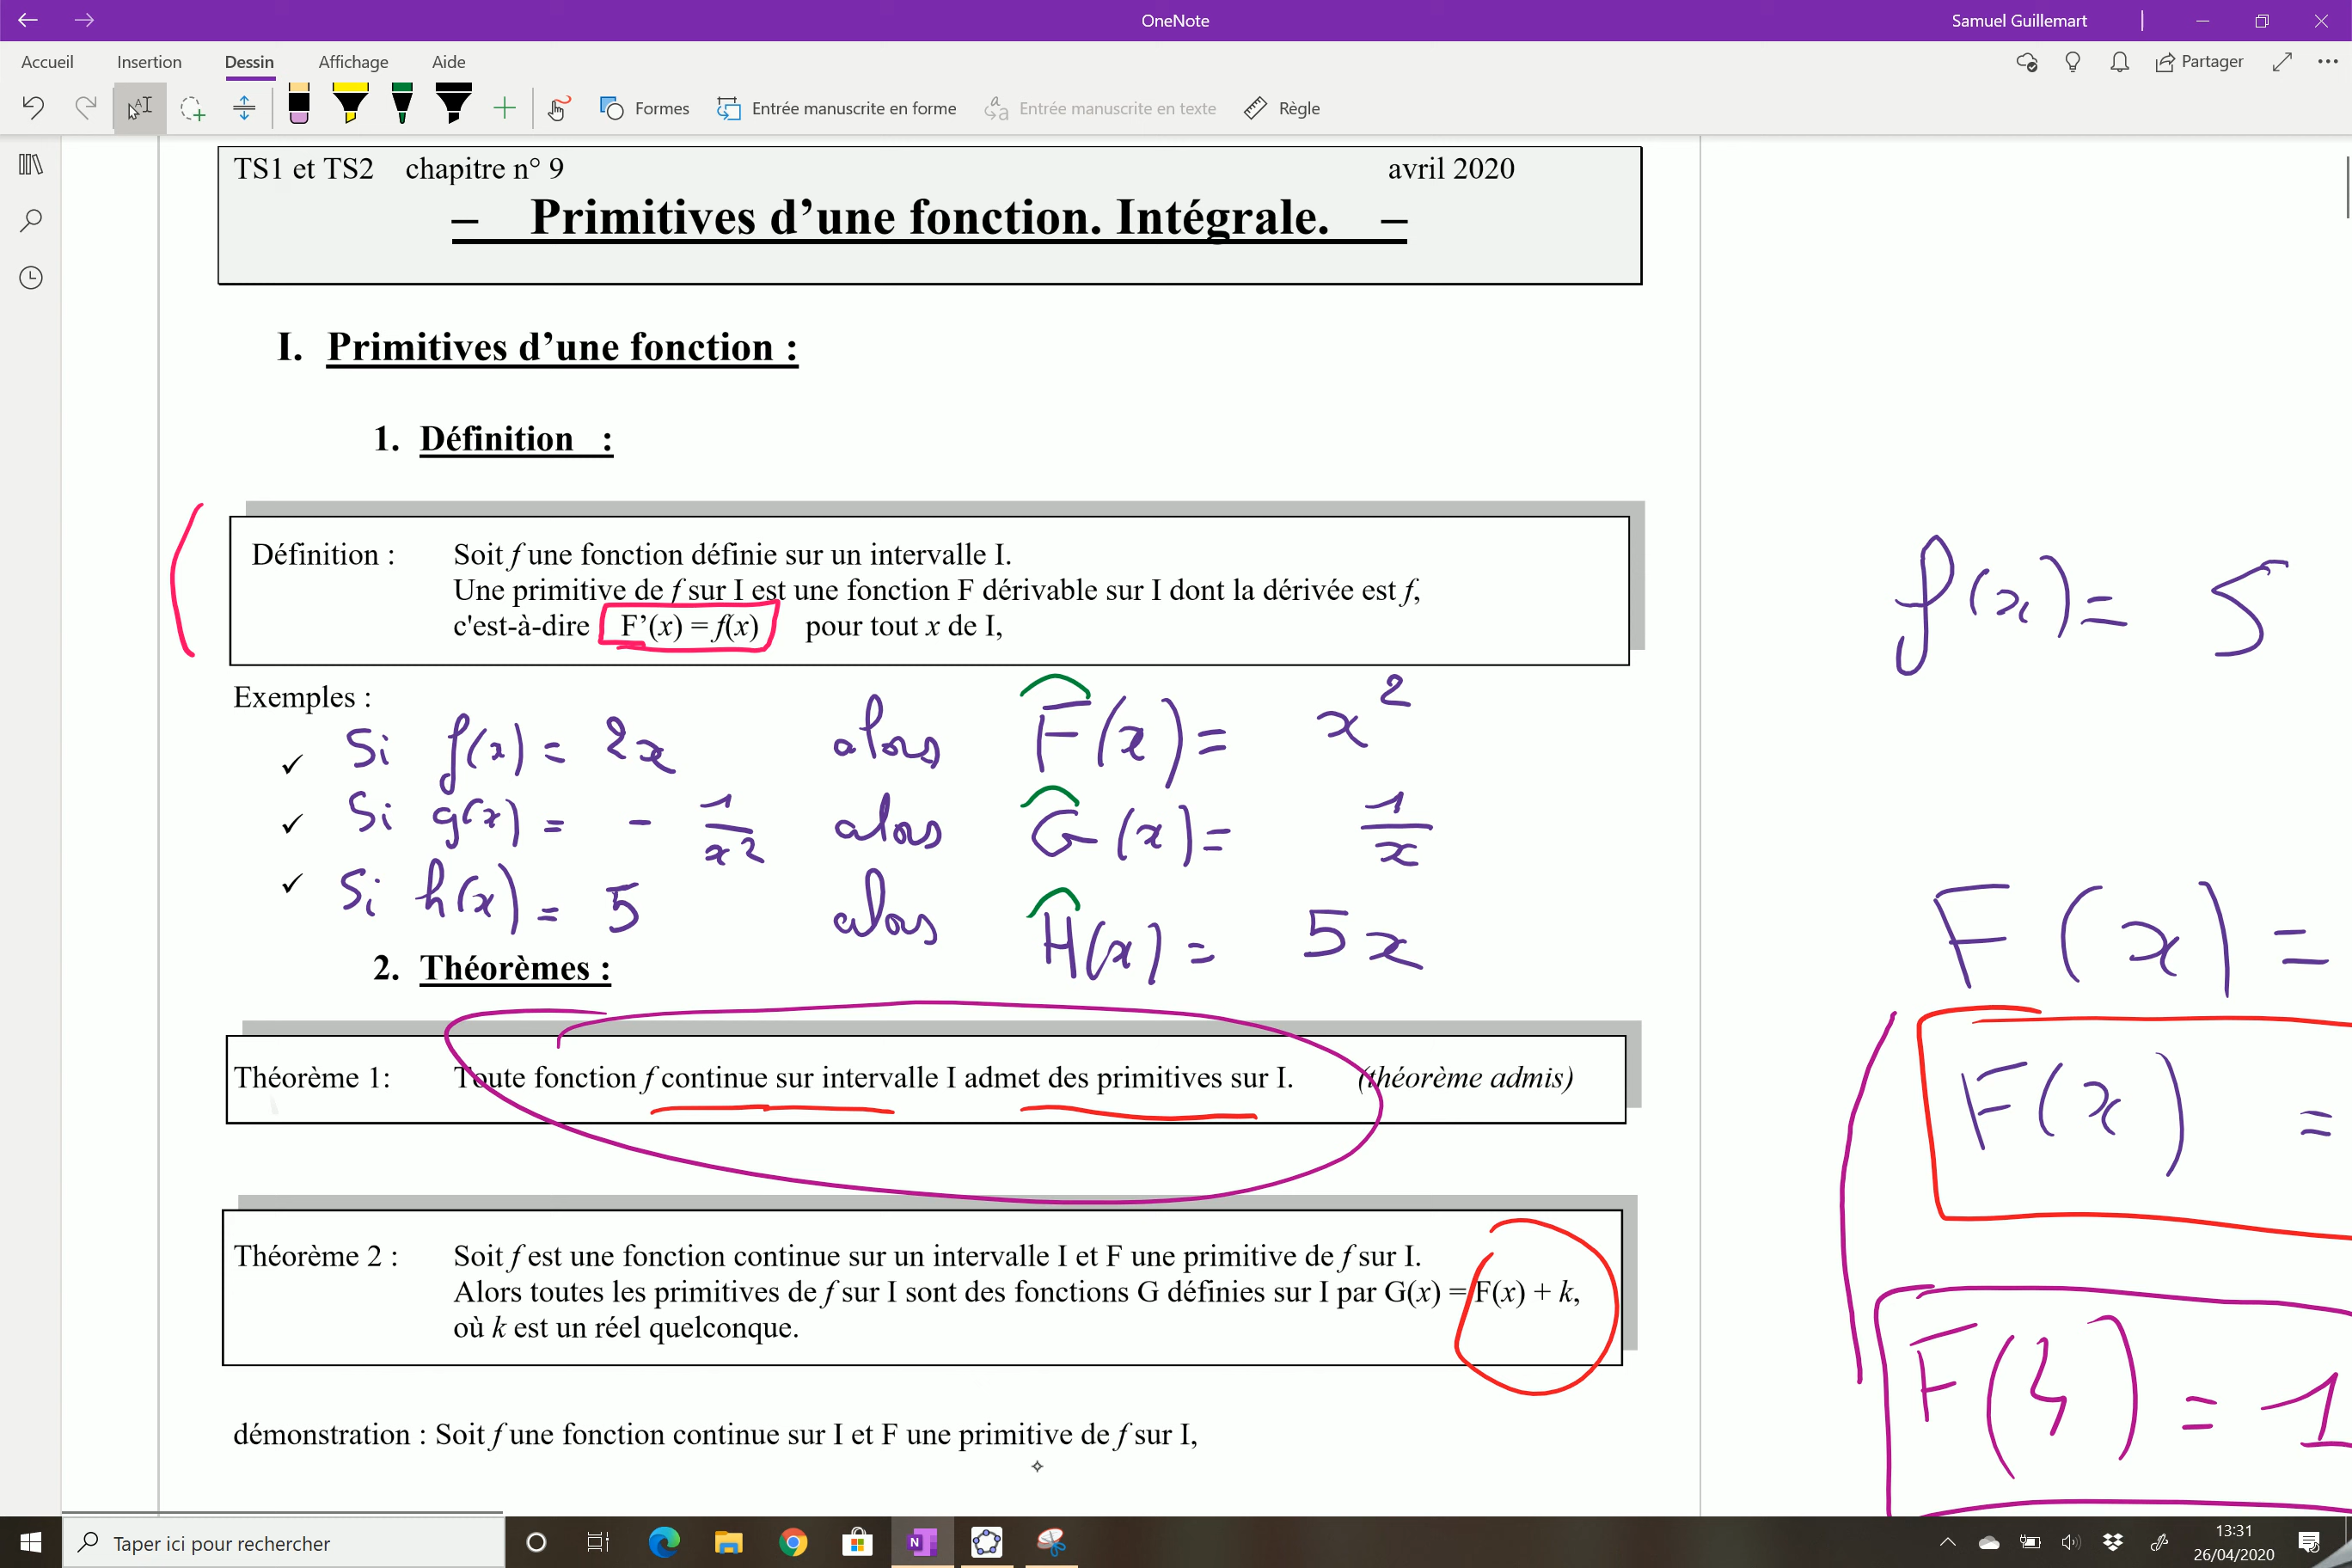 OneNote
Samuel Guillemart
Accueil Insertion Dessin Affichage Aide
Partager
Formes Entrée manuscrite en forme Entrée manuscrite en texte Règle
TS1 et TS2 chapitre n° 9 avril 2020
– Primitives d’une fonction. Intégrale. –
I. Primitives d’une fonction :
1. Définition :
Définition : Soit f une fonction définie sur un intervalle I.
Une primitive de f sur I est une fonction F dérivable sur I dont la dérivée est f,
c'est-à-dire F’(x) = f(x) pour tout x de I,
Exemples :
✓ Si f(x) = 2x alors F(x) = x²
✓ Si g(x) = - 1/x² alors G(x) = 1/x
✓ Si h(x) = 5 alors H(x) = 5x
2. Théorèmes :
Théorème 1: Toute fonction f continue sur intervalle I admet des primitives sur I. (théorème admis)
Théorème 2 : Soit f est une fonction continue sur un intervalle I et F une primitive de f sur I.
Alors toutes les primitives de f sur I sont des fonctions G définies sur I par G(x) = F(x) + k,
où k est un réel quelconque.
démonstration : Soit f une fonction continue sur I et F une primitive de f sur I,
f(x) = 5
F(x) =
F(x) =
F(4) = 1
Taper ici pour rechercher
13:31
26/04/2020